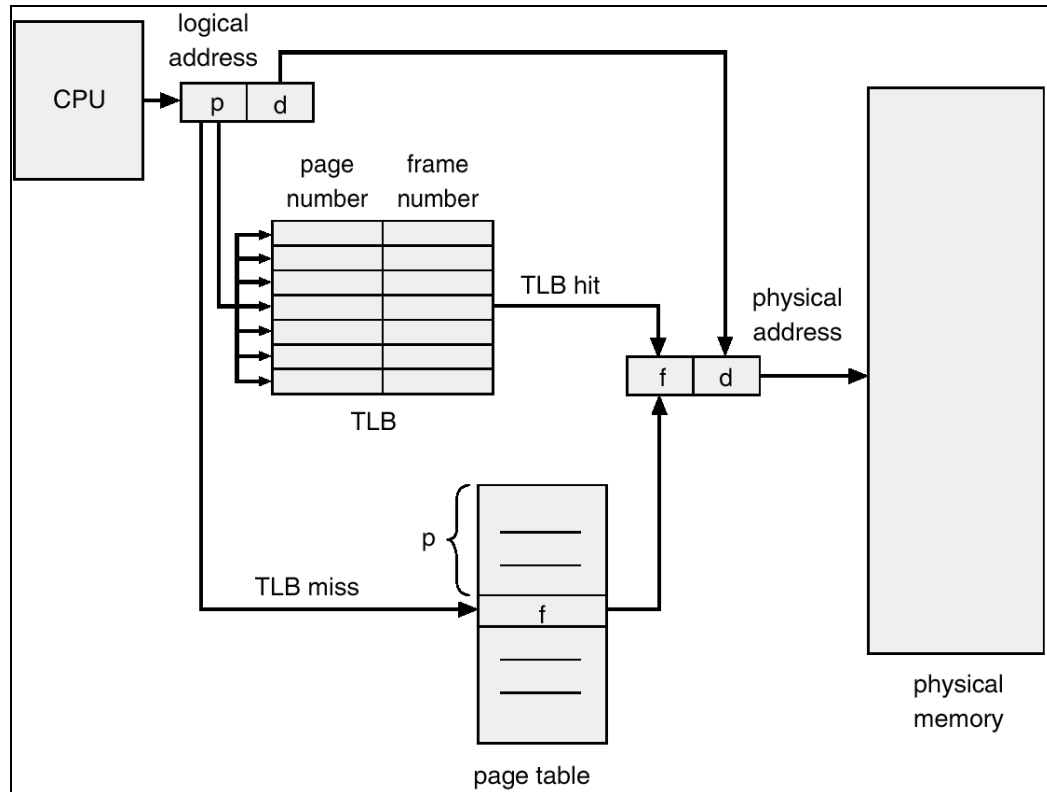 logical
address
CPU
p d
page
number
frame
number
TLB hit
physical
address
f d
TLB
p
TLB miss
f
physical
memory
page table